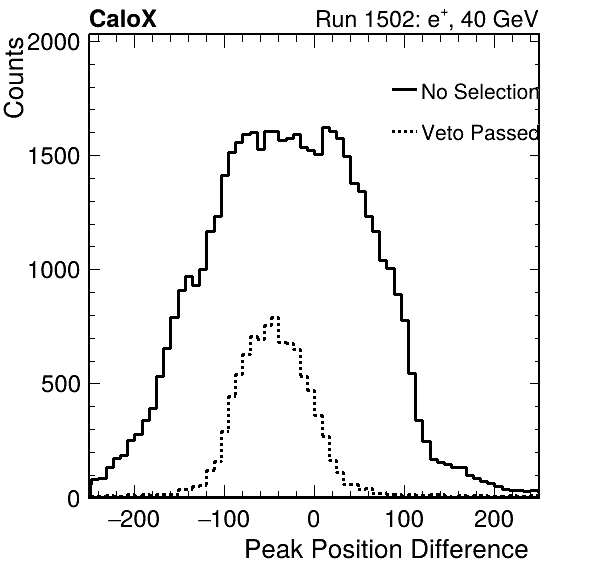 CaloX Run 1502: e⁺, 40 GeV
Counts
2000
No Selection
Veto Passed
1500
1000
500
0
−200 −100 0 100 200
Peak Position Difference